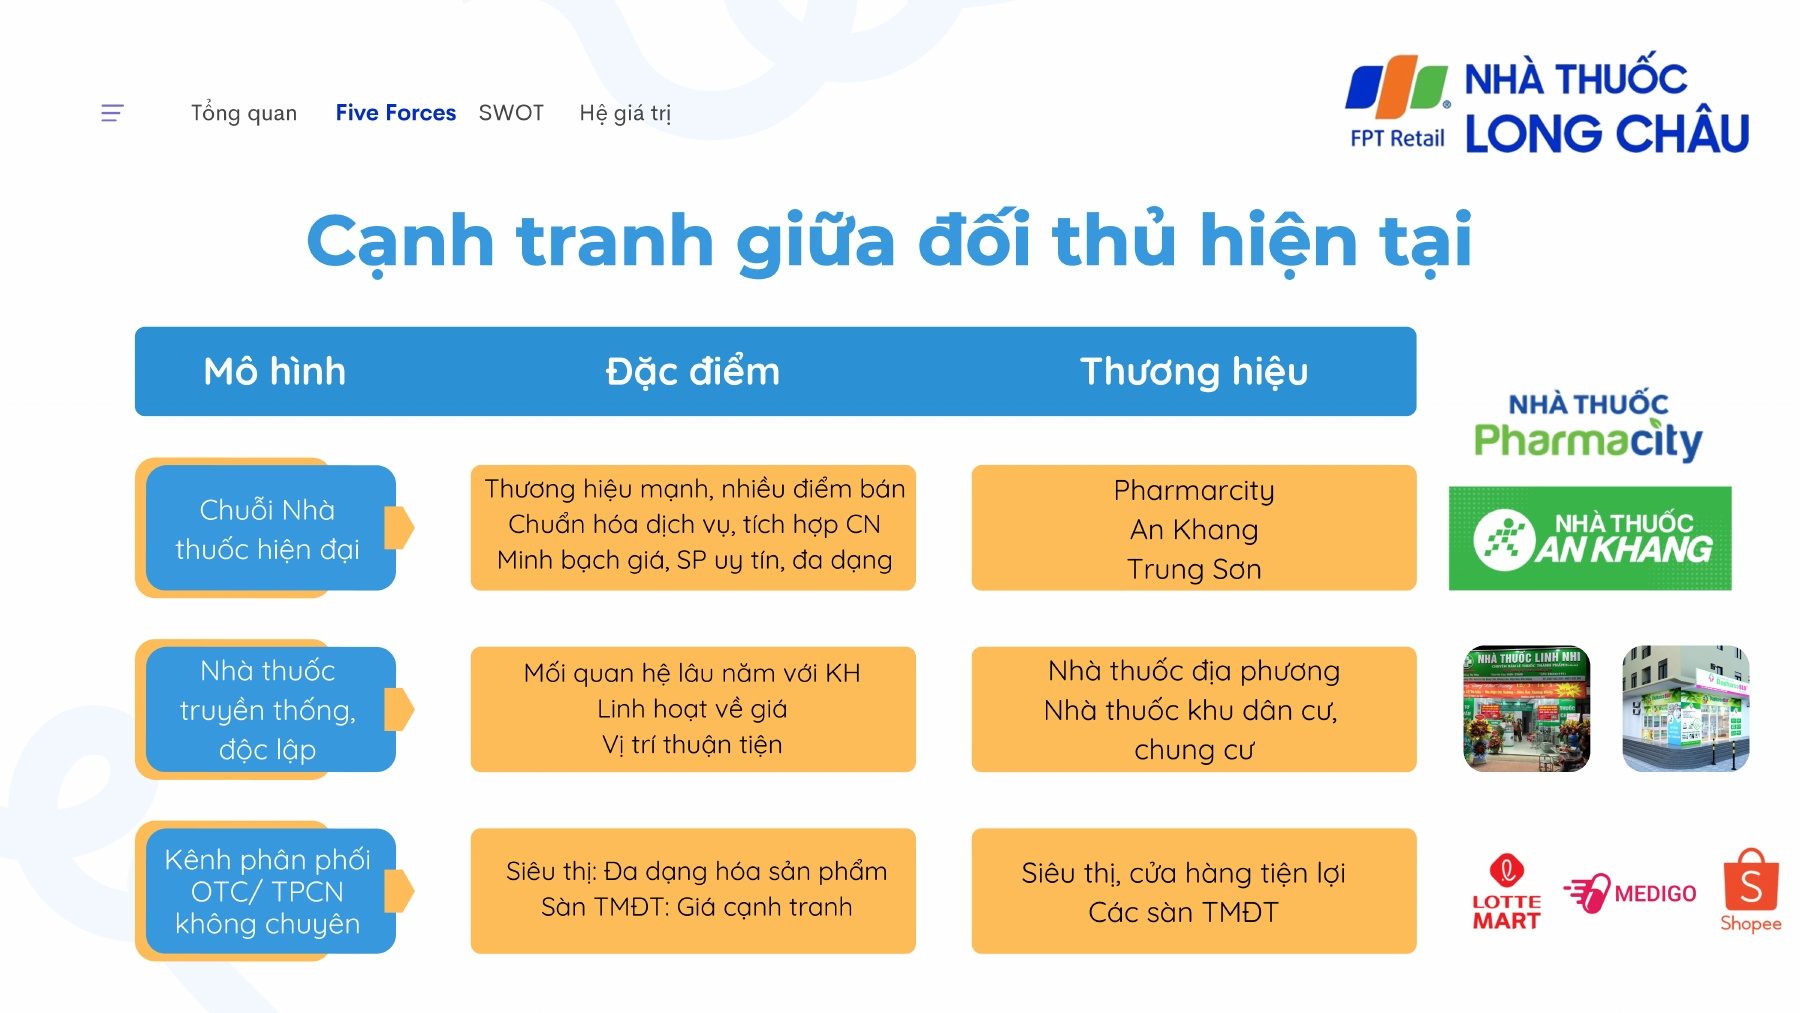 Tổng quan
Five Forces
SWOT
Hệ giá trị
FPT Retail
NHÀ THUỐC
LONG CHÂU
Cạnh tranh giữa đối thủ hiện tại
Mô hình
Đặc điểm
Thương hiệu
Chuỗi Nhà
thuốc hiện đại
Thương hiệu mạnh, nhiều điểm bán
Chuẩn hóa dịch vụ, tích hợp CN
Minh bạch giá, SP uy tín, đa dạng
Pharmarcity
An Khang
Trung Sơn
NHÀ THUỐC
Pharmacity
NHÀ THUỐC
AN KHANG
Nhà thuốc
truyền thống,
độc lập
Mối quan hệ lâu năm với KH
Linh hoạt về giá
Vị trí thuận tiện
Nhà thuốc địa phương
Nhà thuốc khu dân cư,
chung cư
NHÀ THUỐC LINH NHI
Kênh phân phối
OTC/ TPCN
không chuyên
Siêu thị: Đa dạng hóa sản phẩm
Sàn TMĐT: Giá cạnh tranh
Siêu thị, cửa hàng tiện lợi
Các sàn TMĐT
LOTTE
MART
MEDIGO
Shopee